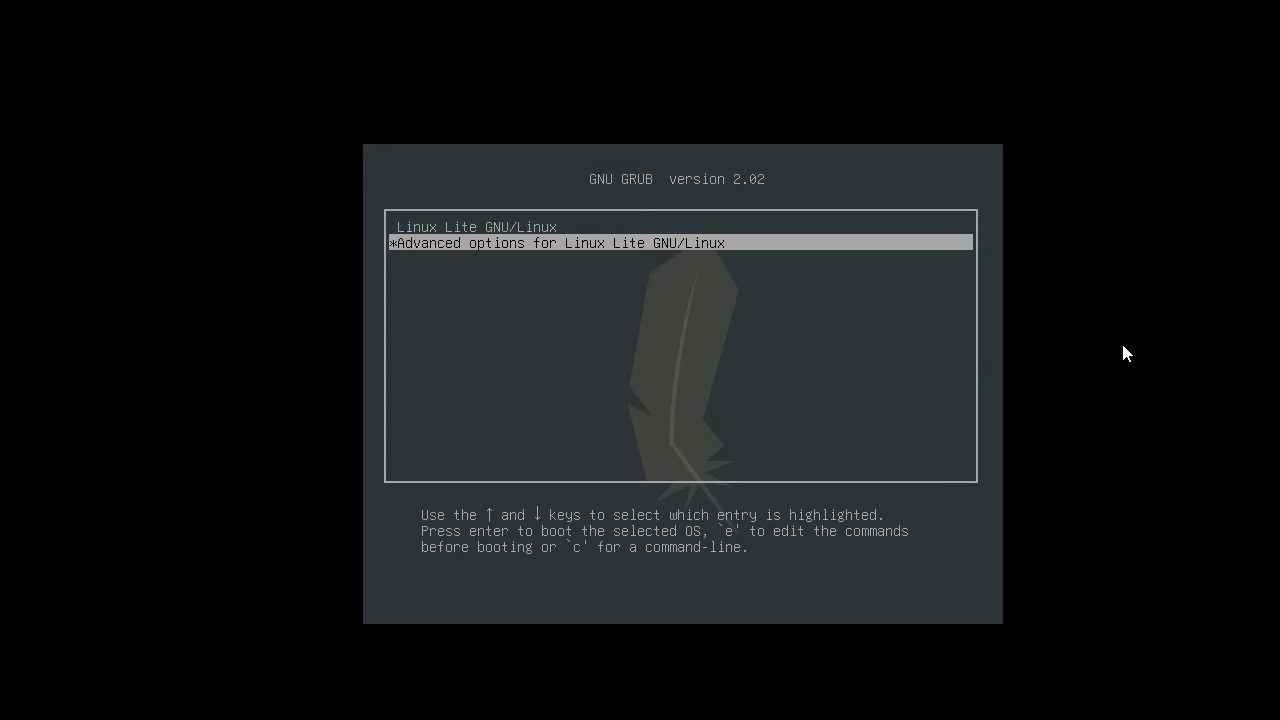 GNU GRUB  version 2.02
Linux Lite GNU/Linux
*Advanced options for Linux Lite GNU/Linux
Use the ↑ and ↓ keys to select which entry is highlighted.
Press enter to boot the selected OS, `e' to edit the commands
before booting or `c' for a command-line.